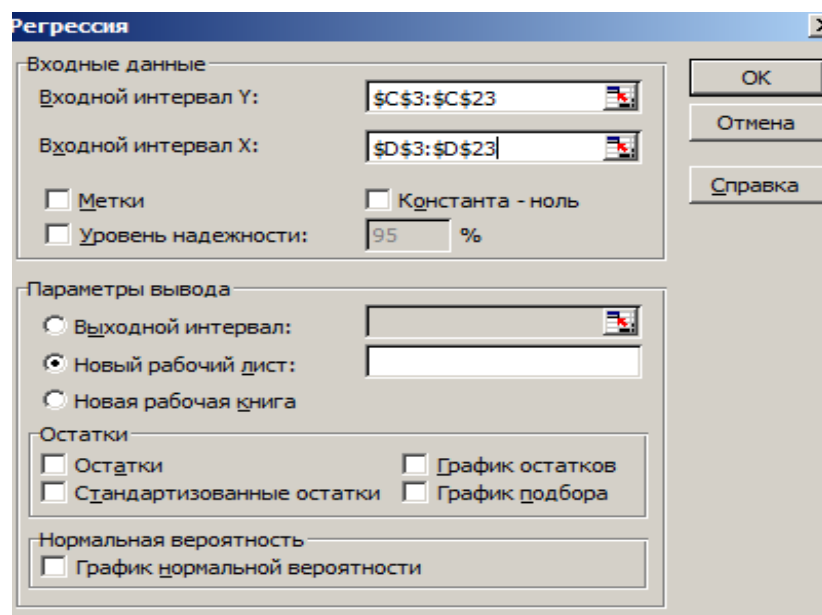 Регрессия
Входные данные
Входной интервал Y: $C$3:$C$23
Входной интервал X: $D$3:$D$23
Метки Константа - ноль
Уровень надежности: 95 %
OK
Отмена
Справка
Параметры вывода
Выходной интервал:
Новый рабочий лист:
Новая рабочая книга
Остатки
Остатки График остатков
Стандартизованные остатки График подбора
Нормальная вероятность
График нормальной вероятности